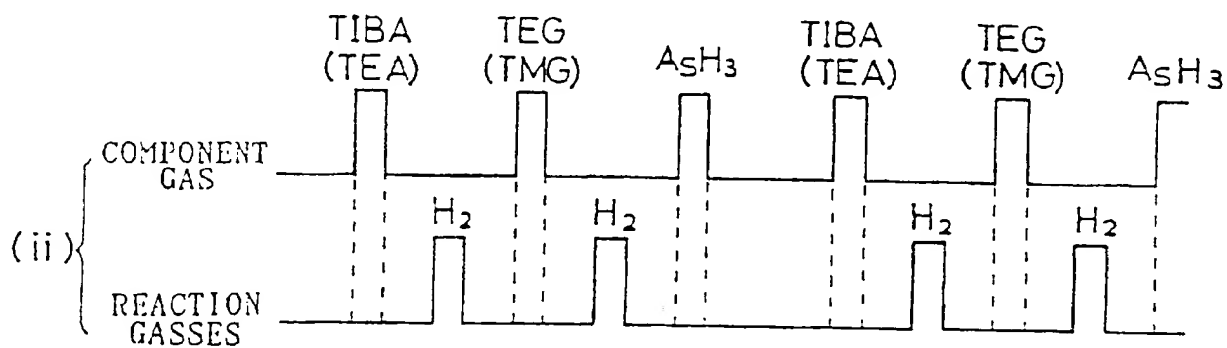 TIBA
(TEA)
TEG
(TMG)
AsH3
TIBA
(TEA)
TEG
(TMG)
AsH3
COMPONENT
GAS
H2
H2
H2
H2
(ii)
REACTION
GASSES